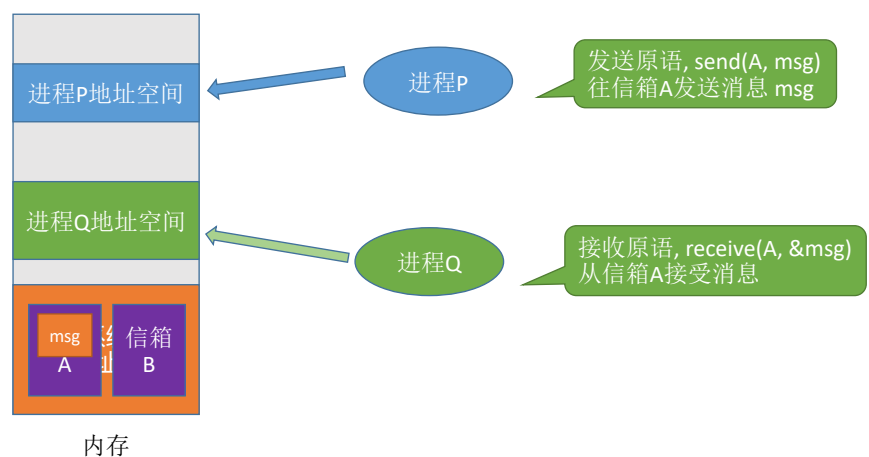 进程P地址空间
进程P
发送原语, send(A, msg)
往信箱A发送消息 msg
进程Q地址空间
进程Q
接收原语, receive(A, &msg)
从信箱A接受消息
msg
A
信箱
B
内存